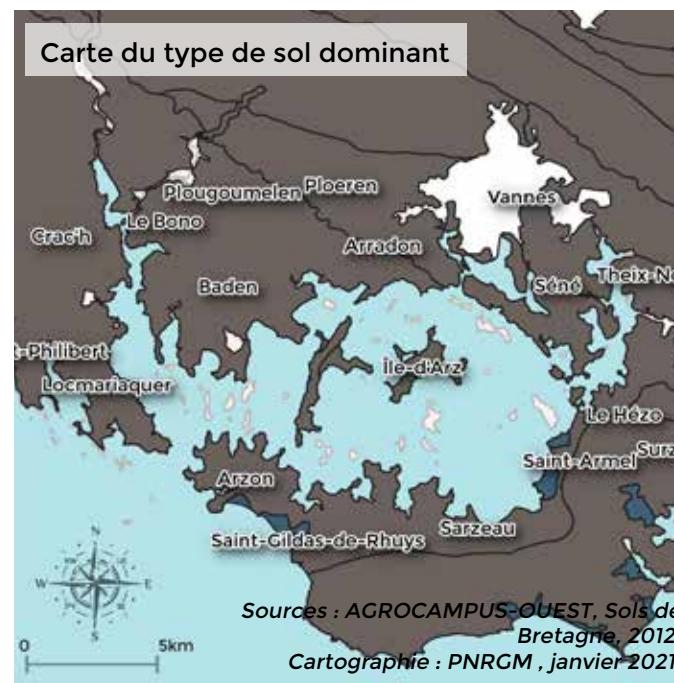 Carte du type de sol dominant
Vannes
Plougoumelen
Ploeren
Crac'h
Le Bono
Arradon
Baden
Séné
Theix-No
t-Philibert
Île-d'Arz
Locmariaquer
Le Hézo
Saint-Armel
Surz
Arzon
Sarzeau
Saint-Gildas-de-Rhuys
N
W
E
S
0
5km
Sources : AGROCAMPUS-OUEST, Sols de
Bretagne, 2012
Cartographie : PNRGM , janvier 2021